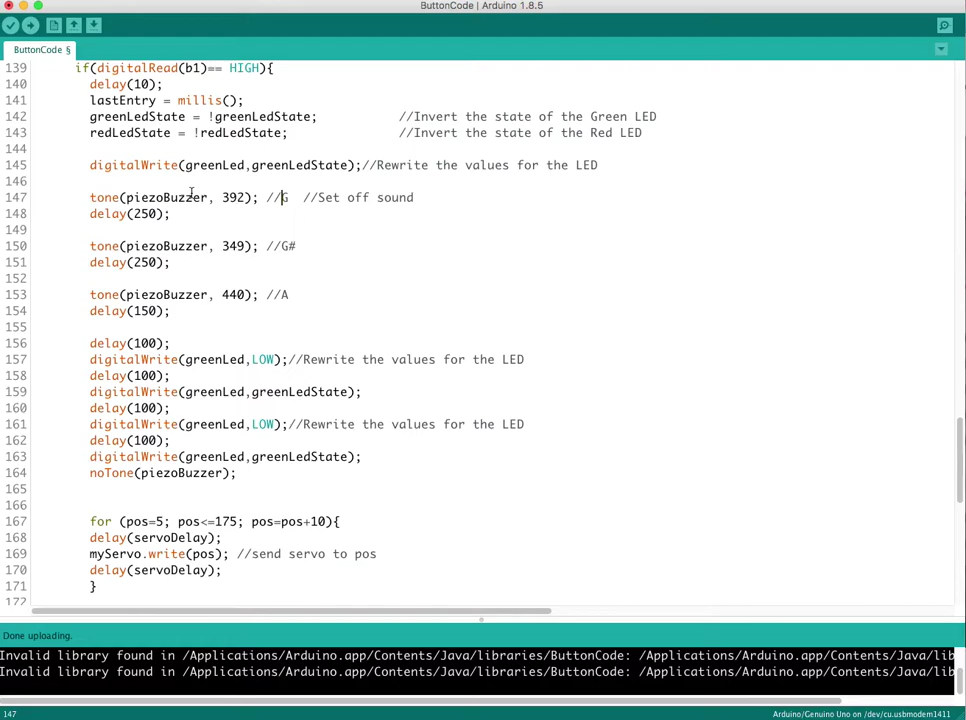 ButtonCode | Arduino 1.8.5
ButtonCode §
139 if(digitalRead(b1)== HIGH){
140 delay(10);
141 lastEntry = millis();
142 greenLedState = !greenLedState; //Invert the state of the Green LED
143 redLedState = !redLedState; //Invert the state of the Red LED
144
145 digitalWrite(greenLed,greenLedState);//Rewrite the values for the LED
146
147 tone(piezoBuzzer, 392); //G //Set off sound
148 delay(250);
149
150 tone(piezoBuzzer, 349); //G#
151 delay(250);
152
153 tone(piezoBuzzer, 440); //A
154 delay(150);
155
156 delay(100);
157 digitalWrite(greenLed,LOW);//Rewrite the values for the LED
158 delay(100);
159 digitalWrite(greenLed,greenLedState);
160 delay(100);
161 digitalWrite(greenLed,LOW);//Rewrite the values for the LED
162 delay(100);
163 digitalWrite(greenLed,greenLedState);
164 noTone(piezoBuzzer);
165
166
167 for (pos=5; pos<=175; pos=pos+10){
168 delay(servoDelay);
169 myServo.write(pos); //send servo to pos
170 delay(servoDelay);
171 }
172
Done uploading.
Invalid library found in /Applications/Arduino.app/Contents/Java/libraries/ButtonCode: /Applications/Arduino.app/Contents/Java/lib
Invalid library found in /Applications/Arduino.app/Contents/Java/libraries/ButtonCode: /Applications/Arduino.app/Contents/Java/lib
147 Arduino/Genuino Uno on /dev/cu.usbmodem1411